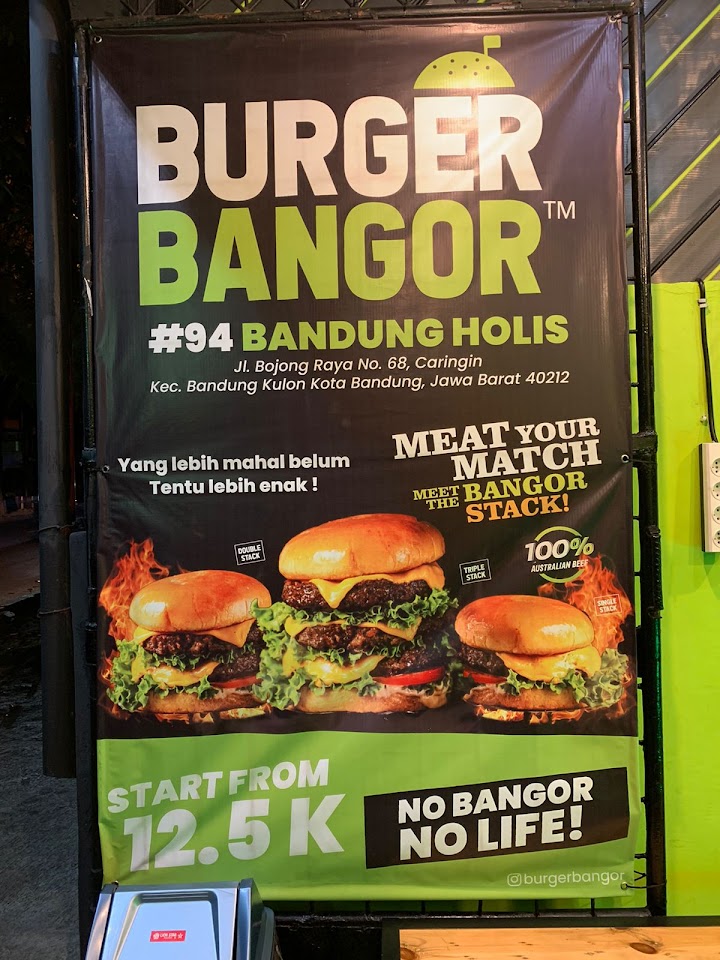 BURGER
BANGOR™
#94 BANDUNG HOLIS
Jl. Bojong Raya No. 68, Caringin
Kec. Bandung Kulon Kota Bandung, Jawa Barat 40212
Yang lebih mahal belum
Tentu lebih enak !
MEAT YOUR
MATCH
MEET THE BANGOR
STACK!
100%
AUSTRALIAN BEEF
DOUBLE
STACK
TRIPLE
STACK
SINGLE
STACK
START FROM
12.5 K
NO BANGOR
NO LIFE!
burgerbangor